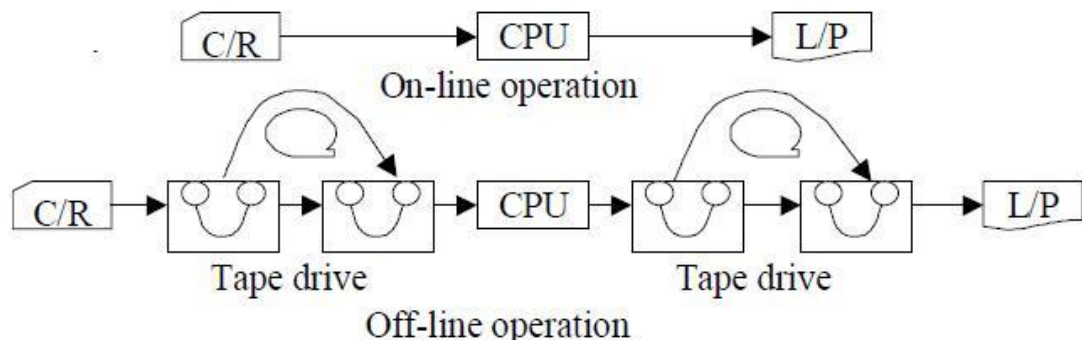 C/R CPU L/P
On-line operation
C/R CPU L/P
Tape drive Tape drive
Off-line operation